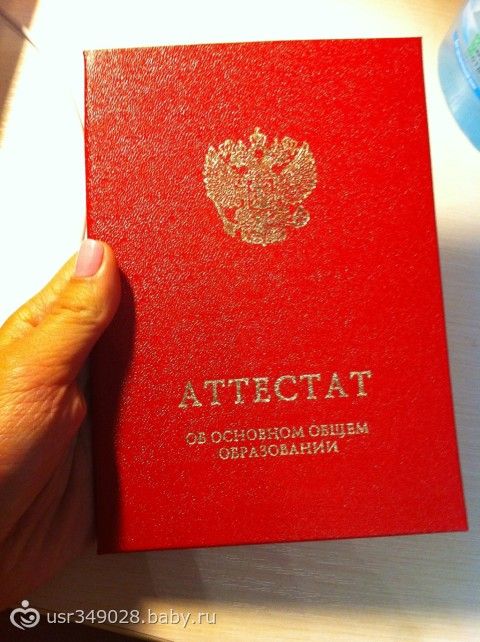 АТТЕСТАТ
ОБ ОСНОВНОМ ОБЩЕМ
ОБРАЗОВАНИИ
usr349028.baby.ru